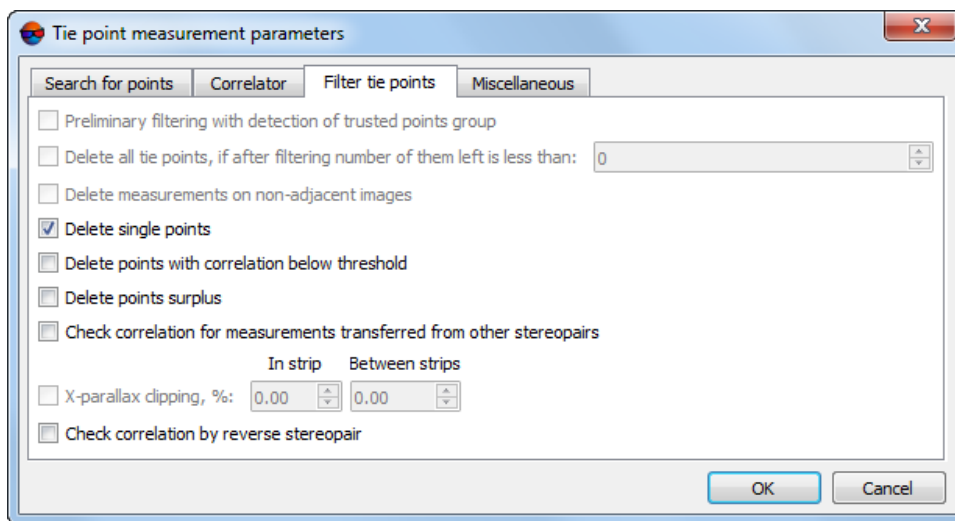 Tie point measurement parameters
Search for points Correlator Filter tie points Miscellaneous
Preliminary filtering with detection of trusted points group
Delete all tie points, if after filtering number of them left is less than: 0
Delete measurements on non-adjacent images
Delete single points
Delete points with correlation below threshold
Delete points surplus
Check correlation for measurements transferred from other stereopairs
In strip Between strips
X-parallax clipping, %: 0.00 0.00
Check correlation by reverse stereopair
OK Cancel